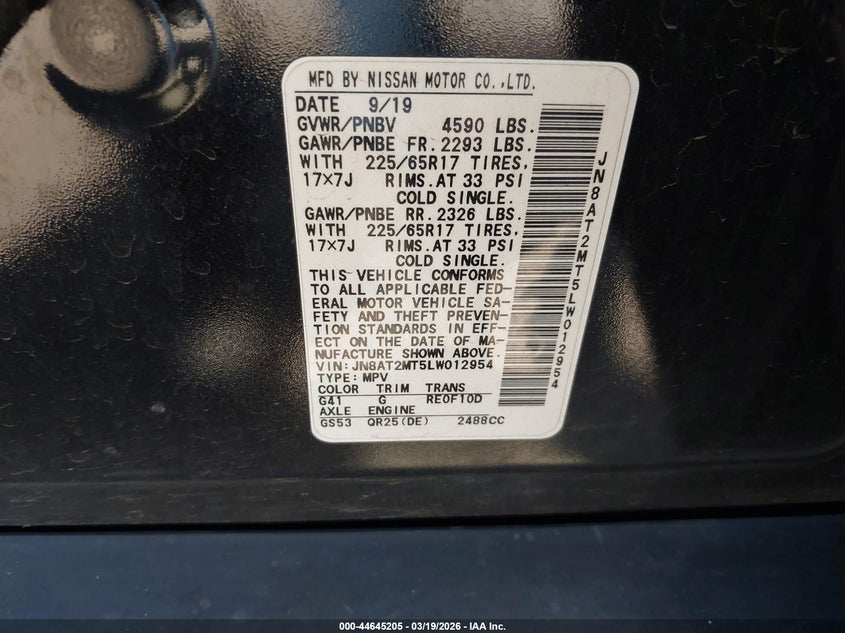 MFD BY NISSAN MOTOR CO.,LTD.
DATE 9/19
GVWR/PNBV 4590 LBS.
GAWR/PNBE FR. 2293 LBS.
WITH 225/65R17 TIRES,
17×7J RIMS.AT 33 PSI
COLD SINGLE.
GAWR/PNBE RR. 2326 LBS.
WITH 225/65R17 TIRES,
17×7J RIMS.AT 33 PSI
COLD SINGLE.
THIS VEHICLE CONFORMS
TO ALL APPLICABLE FED-
ERAL MOTOR VEHICLE SA-
FETY AND THEFT PREVEN-
TION STANDARDS IN EFF-
ECT ON THE DATE OF MA-
NUFACTURE SHOWN ABOVE.
VIN:JN8AT2MT5LW012954
TYPE:MPV
COLOR TRIM TRANS
G41 G RE0F10D
AXLE ENGINE
GS53 QR25(DE) 2488CC
JN8AT2MT5LW012954
000-44645205 - 03/19/2026 - IAA Inc.